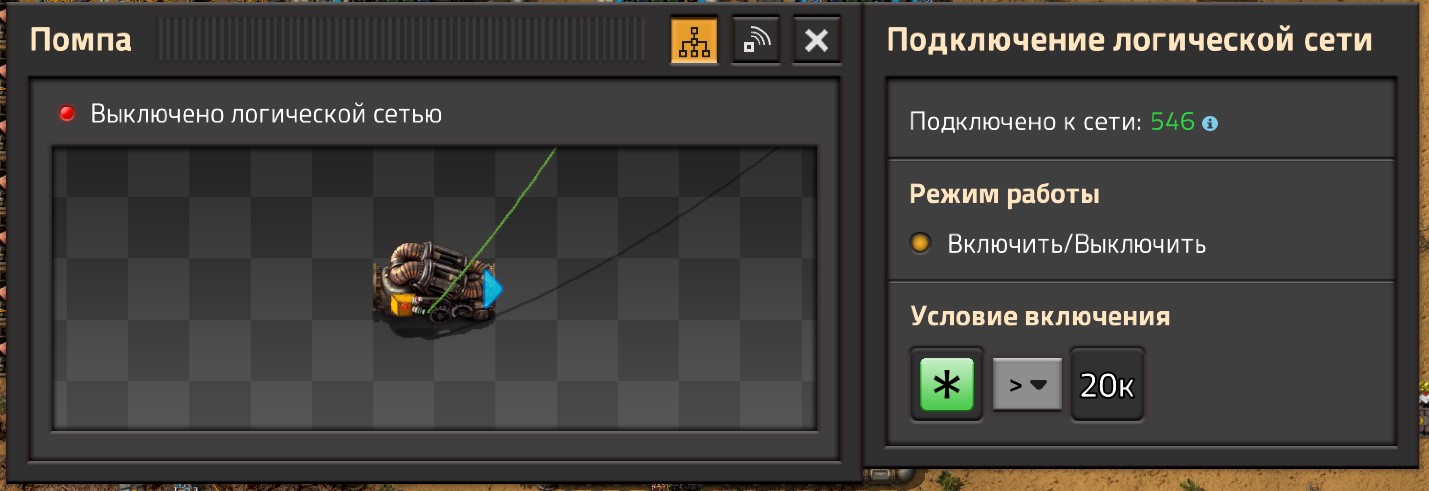 Помпа
Выключено логической сетью
Подключение логической сети
Подключено к сети: 546
Режим работы
Включить/Выключить
Условие включения
* > 20к